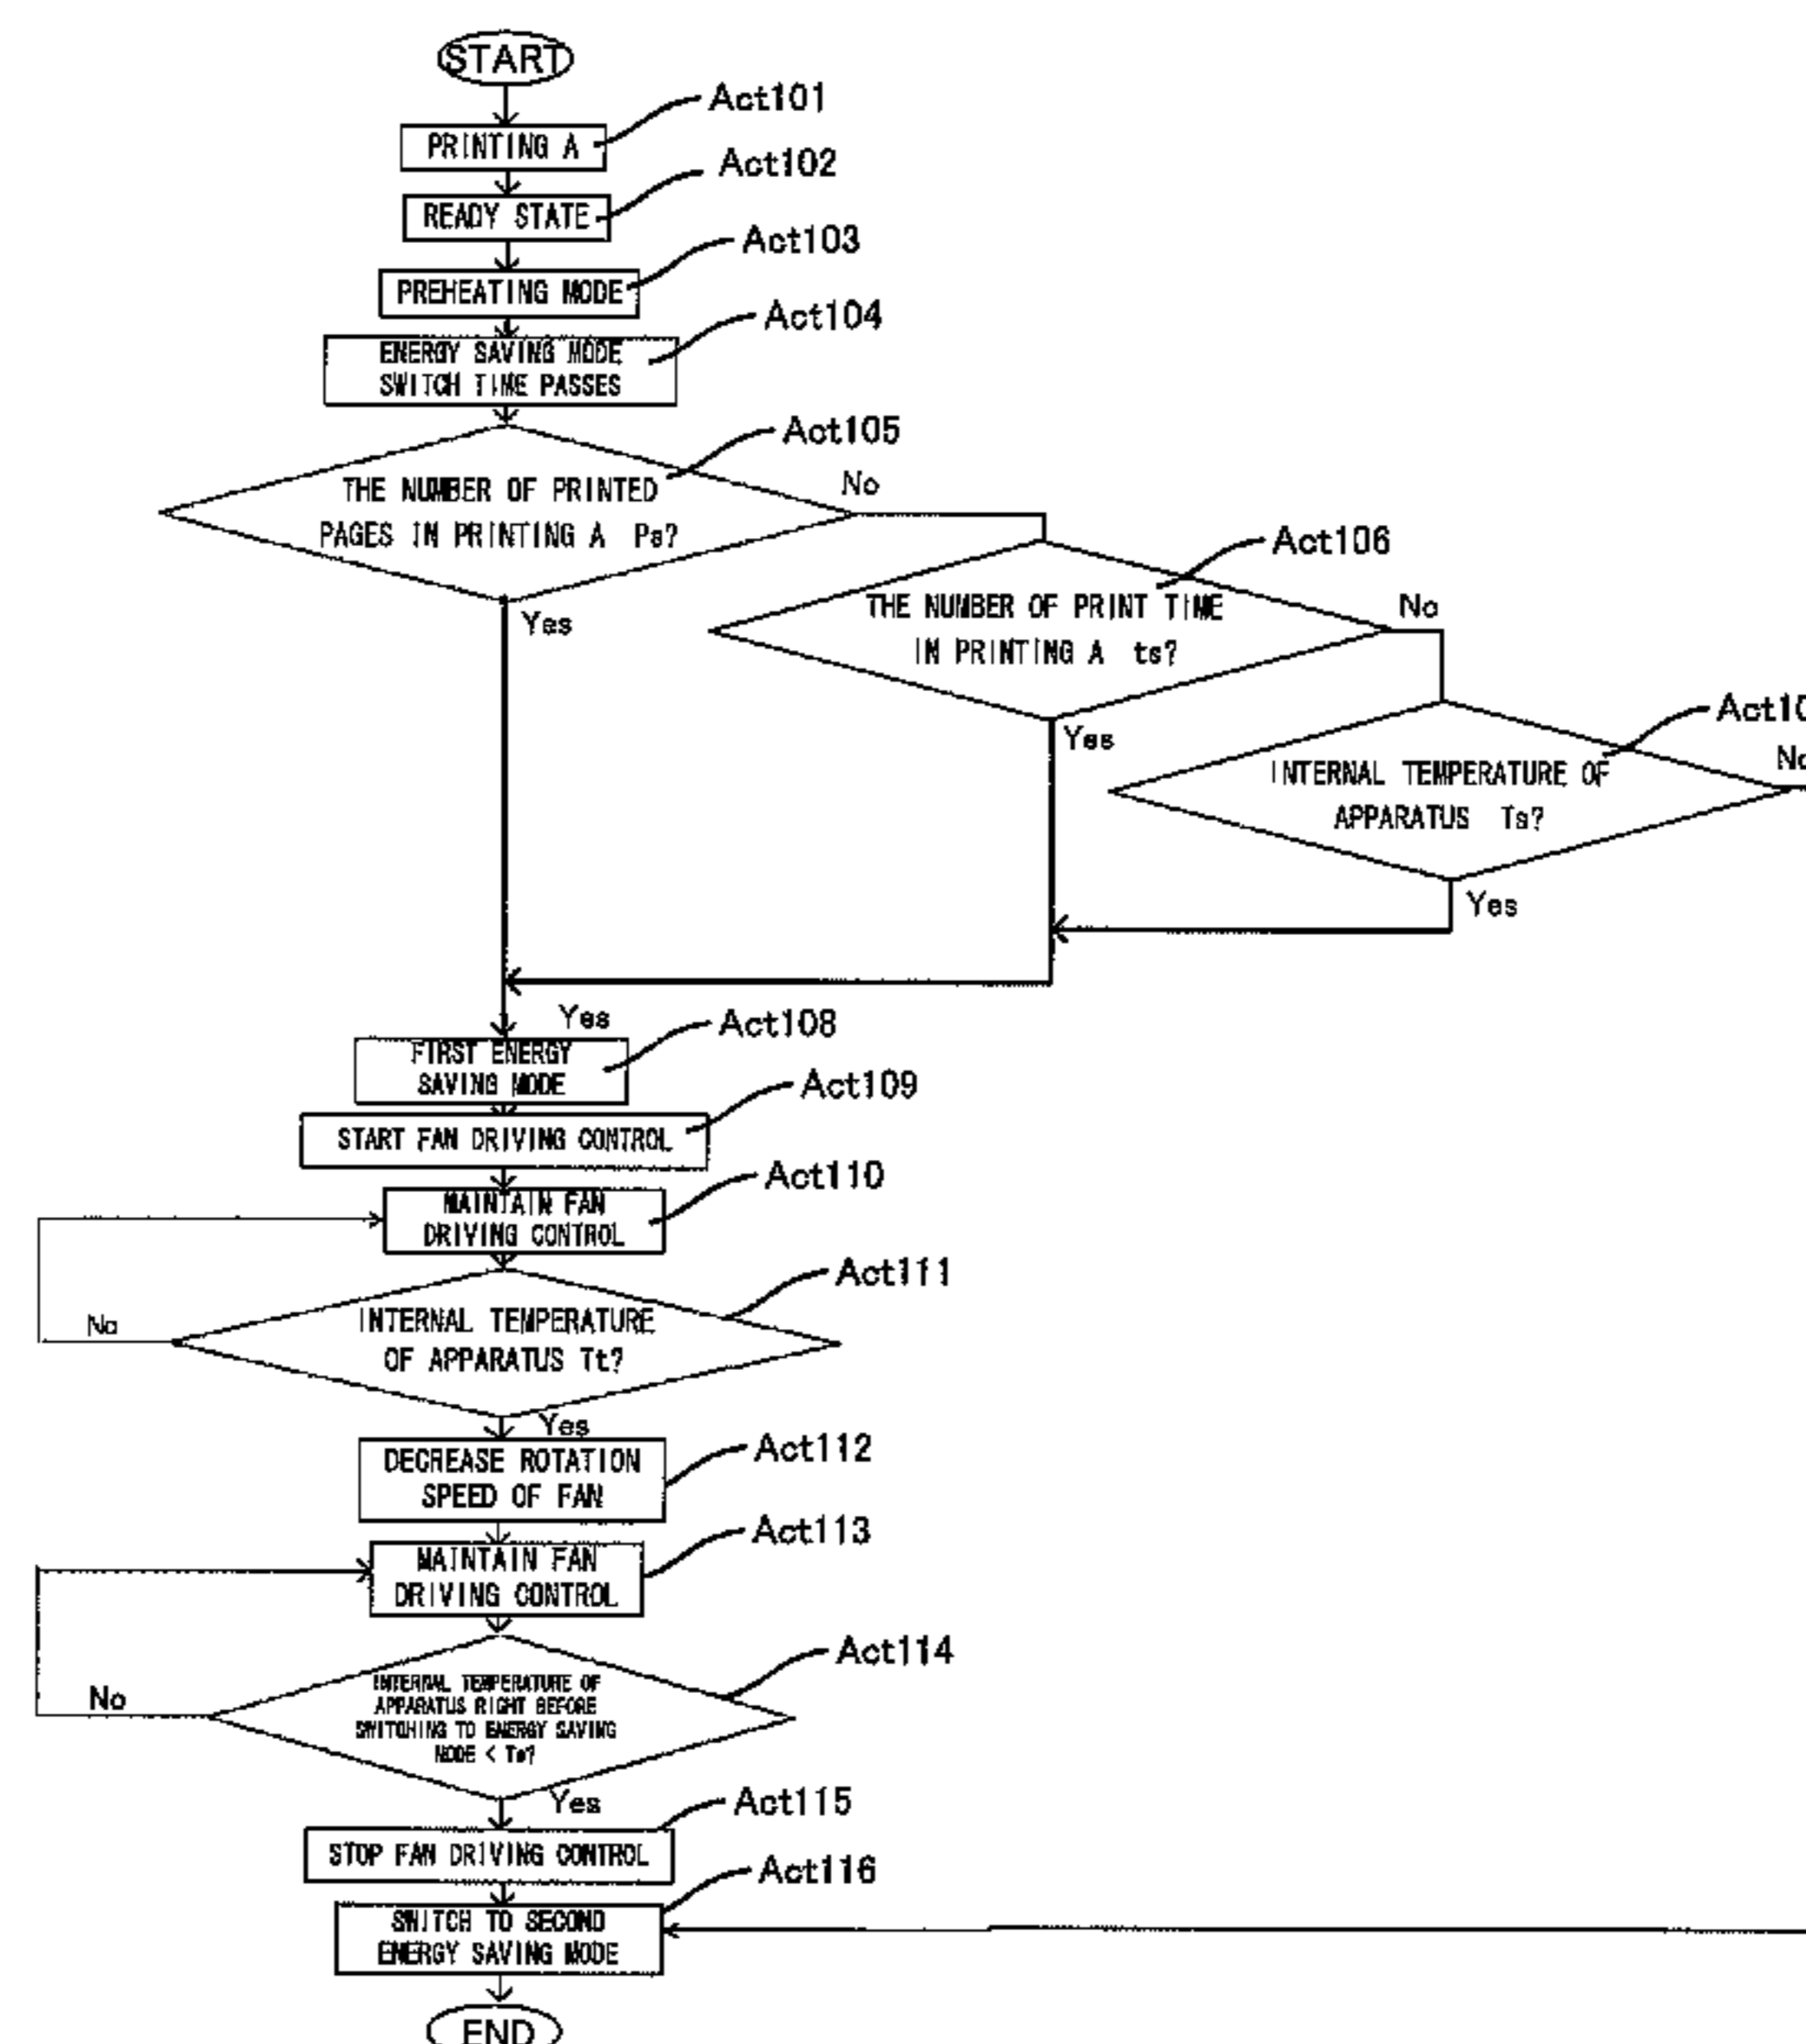 START
Act101
PRINTING A
Act102
READY STATE
Act103
PREHEATING MODE
Act104
ENERGY SAVING MODE
SWITCH TIME PASSES
Act105
THE NUMBER OF PRINTED
PAGES IN PRINTING A Ps?
No
Yes
Act106
THE NUMBER OF PRINT TIME
IN PRINTING A ts?
No
Yes
Act10
INTERNAL TEMPERATURE OF
APPARATUS Ts?
No
Yes
Yes
Act108
FIRST ENERGY
SAVING MODE
Act109
START FAN DRIVING CONTROL
Act110
MAINTAIN FAN
DRIVING CONTROL
Act111
INTERNAL TEMPERATURE
OF APPARATUS Tt?
No
Yes
Act112
DECREASE ROTATION
SPEED OF FAN
Act113
MAINTAIN FAN
DRIVING CONTROL
Act114
INTERNAL TEMPERATURE OF
APPARATUS RIGHT BEFORE
SWITCHING TO ENERGY SAVING
MODE < Ts?
No
Yes
Act115
STOP FAN DRIVING CONTROL
Act116
SWITCH TO SECOND
ENERGY SAVING MODE
END